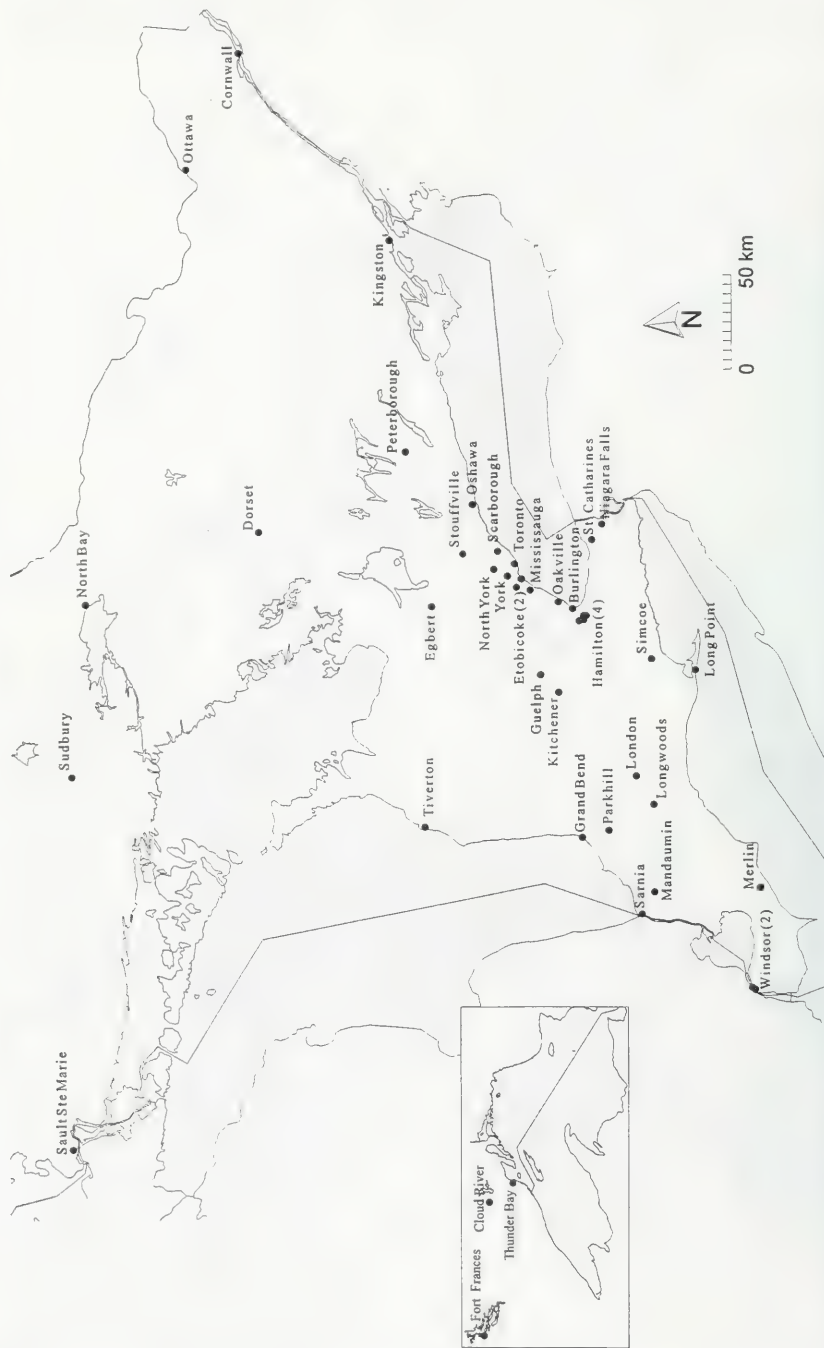 Sault Ste Marie
Sudbury
North Bay
Ottawa
Cornwall
Dorset
Kingston
Peterborough
Tiverton
Egbert
Stouffville
Oshawa
Scarborough
North York
York
Toronto
Etobicoke (2)
Mississauga
Oakville
Burlington
Guelph
Kitchener
Hamilton (4)
St. Catharines
Niagara Falls
Grand Bend
Parkhill
London
Longwoods
Simcoe
Long Point
Sarnia
Mandaumin
Merlin
Windsor (2)
Fort Frances
Cloud River
Thunder Bay
N
0
50 km